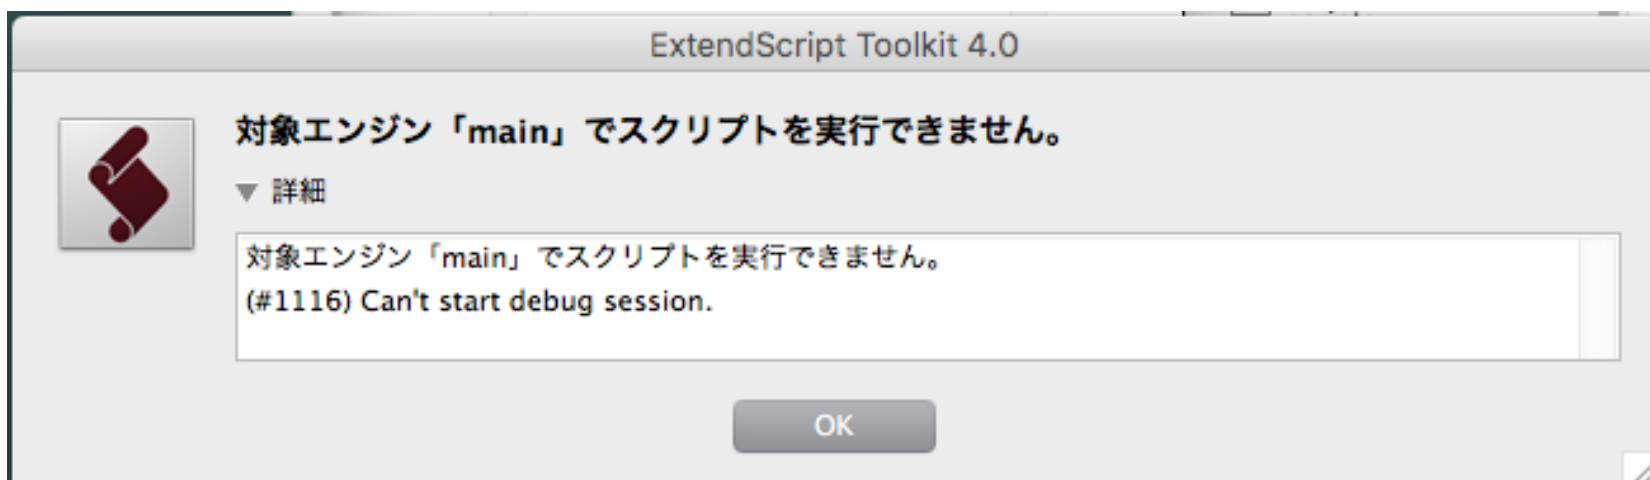 ExtendScript Toolkit 4.0
対象エンジン「main」でスクリプトを実行できません。
▼ 詳細
対象エンジン「main」でスクリプトを実行できません。
(#1116) Can't start debug session.
OK